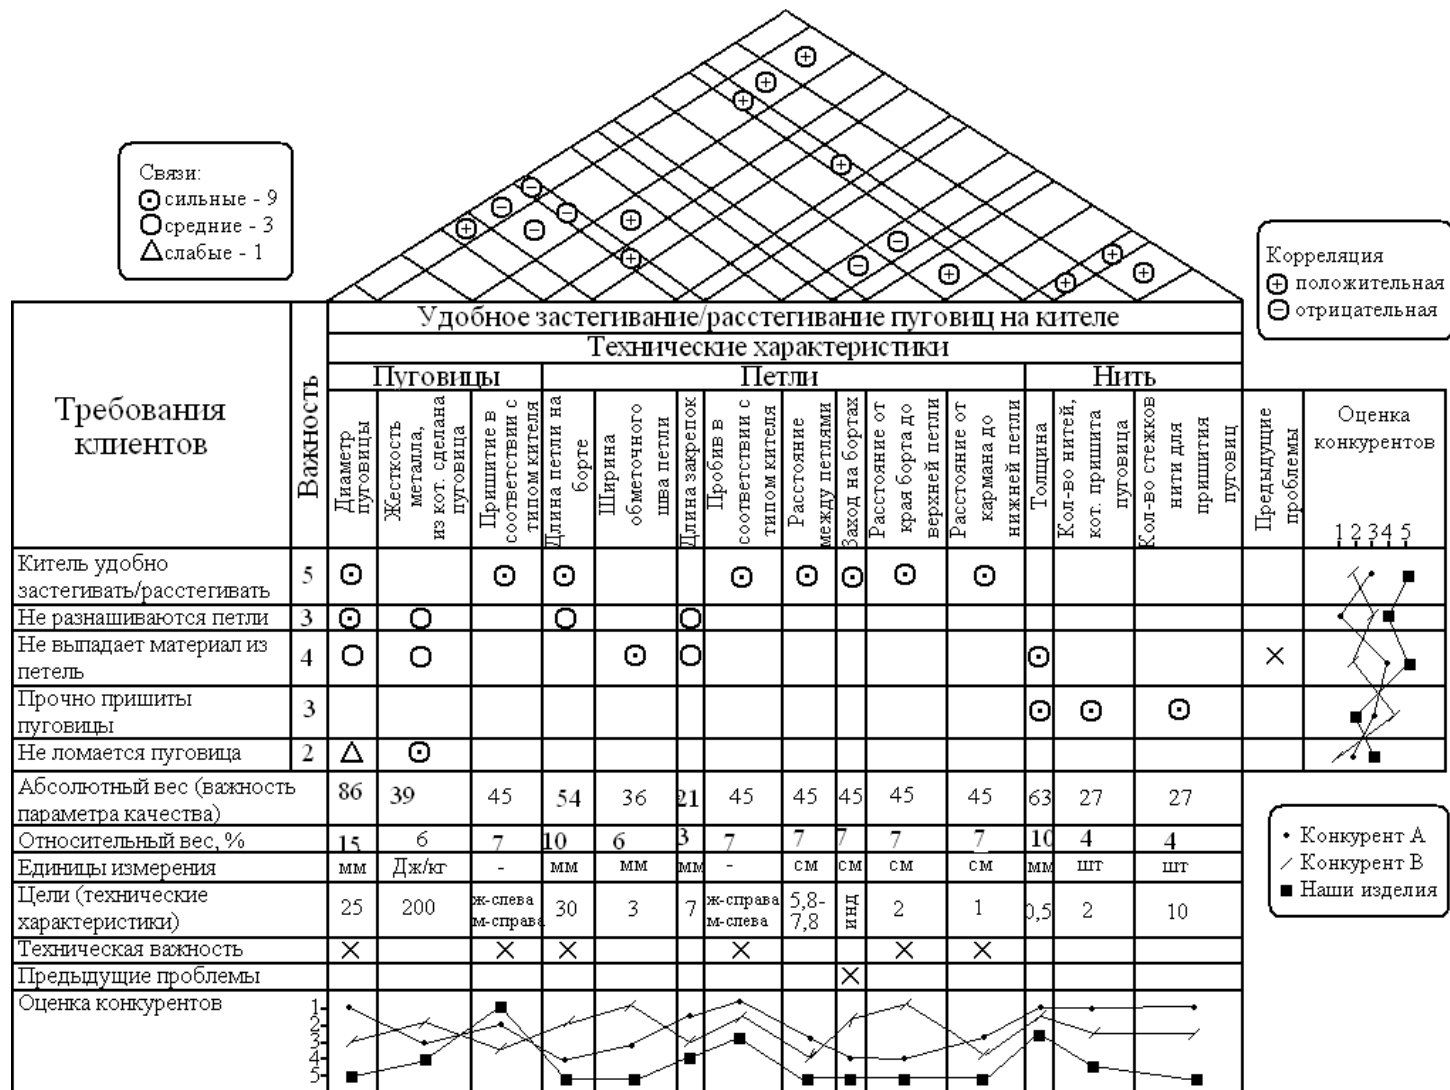 Связи:
сильные - 9
средние - 3
слабые - 1
Корреляция
положительная
отрицательная
Удобное застегивание/расстегивание пуговиц на кителе
Технические характеристики
Пуговицы
Петли
Нить
Требования
клиентов
Важность
Диаметр
пуговицы
Жесткость
металла,
из кот. сделана
пуговица
Пришитие в
соответствии с
типом кителя
Длина петли на
борте
Ширина
обметочного
шва петли
Длина закрепок
Пробив в
соответствии с
типом кителя
Расстояние
между петлями
Заход на бортах
Расстояние от
края борта до
верхней петли
Расстояние от
кармана до
нижней петли
Толщина
Кол-во нитей,
кот. пришита
пуговица
Кол-во стежков
нити для
пришития
пуговиц
Предыдущие
проблемы
Оценка
конкурентов
1 2 3 4 5
Китель удобно
застегивать/расстегивать
5
Не разнашиваются петли
3
Не выпадает материал из
петель
4
Прочно пришиты
пуговицы
3
Не ломается пуговица
2
Абсолютный вес (важность
параметра качества)
86 39 45 54 36 21 45 45 45 45 45 63 27 27
Относительный вес, %
15 6 7 10 6 3 7 7 7 7 7 10 4 4
Единицы измерения
мм Дж/кг - мм мм мм - см см см см мм шт шт
Цели (технические
характеристики)
25 200 ж-слева
м-справа 30 3 7 ж-справа
м-слева 5,8-
7,8 инд 2 1 0,5 2 10
Техническая важность
Предыдущие проблемы
Оценка конкурентов
1
2
3
4
5
Конкурент А
Конкурент В
Наши изделия